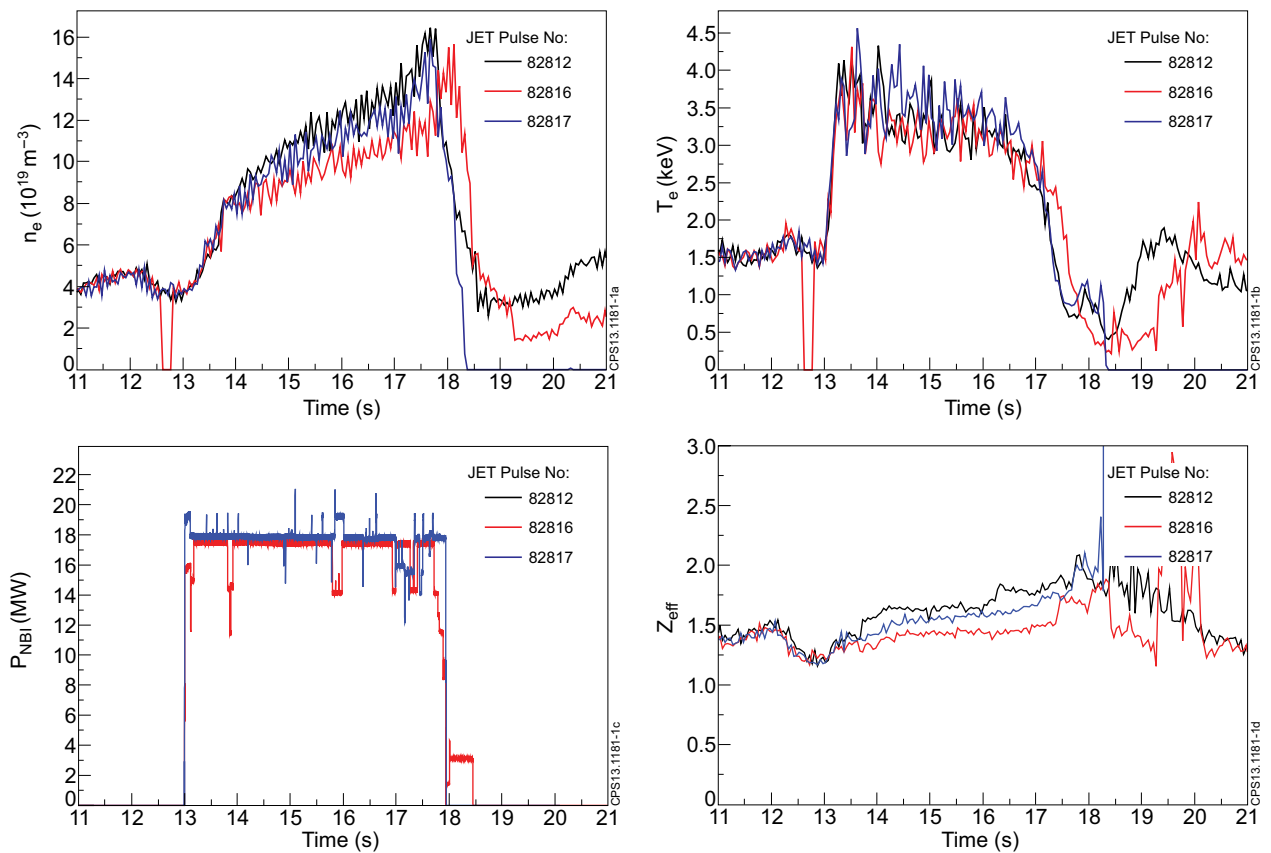 JET Pulse No:
82812
82816
82817
16
14
12
10
8
6
4
2
0
nₑ (10¹⁹ m⁻³)
11 12 13 14 15 16 17 18 19 20 21
Time (s)
CPS13.1181-1a
JET Pulse No:
82812
82816
82817
4.5
4.0
3.5
3.0
2.5
2.0
1.5
1.0
0.5
0
Tₑ (keV)
11 12 13 14 15 16 17 18 19 20 21
Time (s)
CPS13.1181-1b
JET Pulse No:
82812
82816
82817
22
20
18
16
14
12
10
8
6
4
2
0
P_NBI (MW)
11 12 13 14 15 16 17 18 19 20 21
Time (s)
CPS13.1181-1c
JET Pulse No:
82812
82816
82817
3.0
2.5
2.0
1.5
1.0
0.5
0
Z_eff
11 12 13 14 15 16 17 18 19 20 21
Time (s)
CPS13.1181-1d